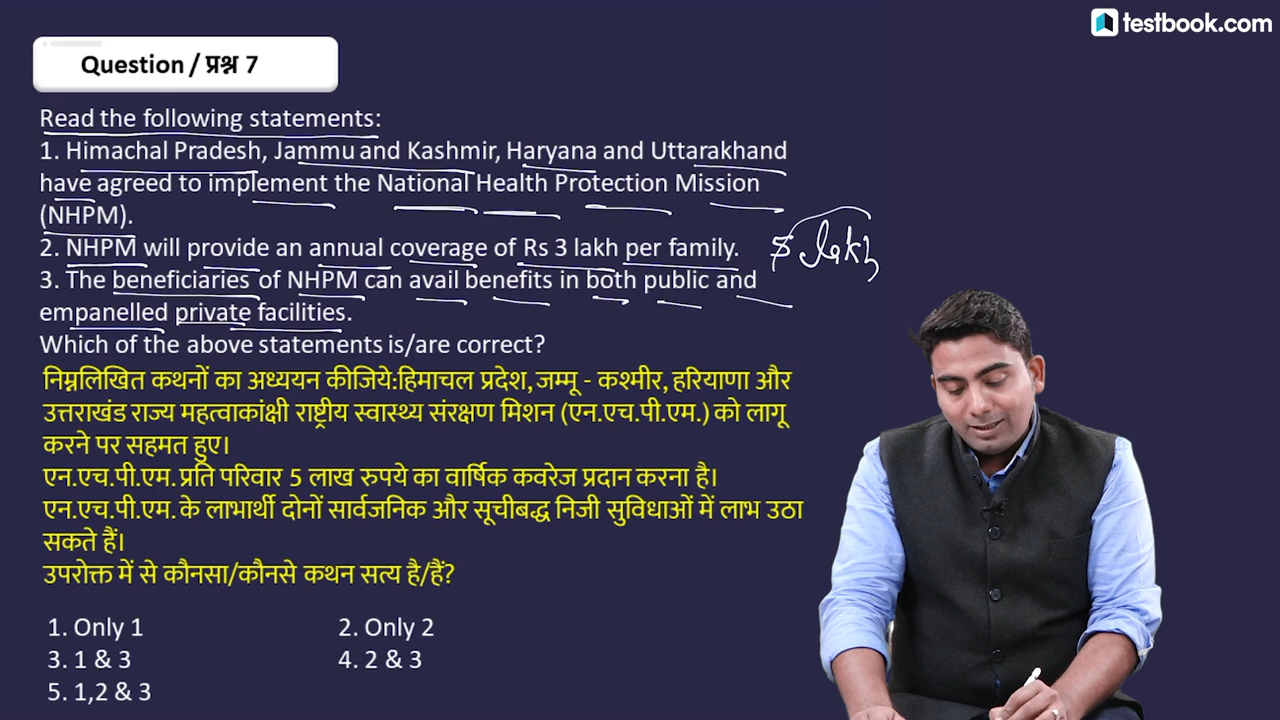 testbook.com
Question / प्रश्न 7
Read the following statements:
1. Himachal Pradesh, Jammu and Kashmir, Haryana and Uttarakhand
have agreed to implement the National Health Protection Mission
(NHPM).
2. NHPM will provide an annual coverage of Rs 3 lakh per family.
5 lakh
3. The beneficiaries of NHPM can avail benefits in both public and
empanelled private facilities.
Which of the above statements is/are correct?
निम्नलिखित कथनों का अध्ययन कीजिये:हिमाचल प्रदेश, जम्मू - कश्मीर, हरियाणा और
उत्तराखंड राज्य महत्वाकांक्षी राष्ट्रीय स्वास्थ्य संरक्षण मिशन (एन.एच.पी.एम.) को लागू
करने पर सहमत हुए।
एन.एच.पी.एम. प्रति परिवार 5 लाख रुपये का वार्षिक कवरेज प्रदान करना है।
एन.एच.पी.एम. के लाभार्थी दोनों सार्वजनिक और सूचीबद्ध निजी सुविधाओं में लाभ उठा
सकते हैं।
उपरोक्त में से कौनसा/कौनसे कथन सत्य है/हैं?
1. Only 1
2. Only 2
3. 1 & 3
4. 2 & 3
5. 1,2 & 3